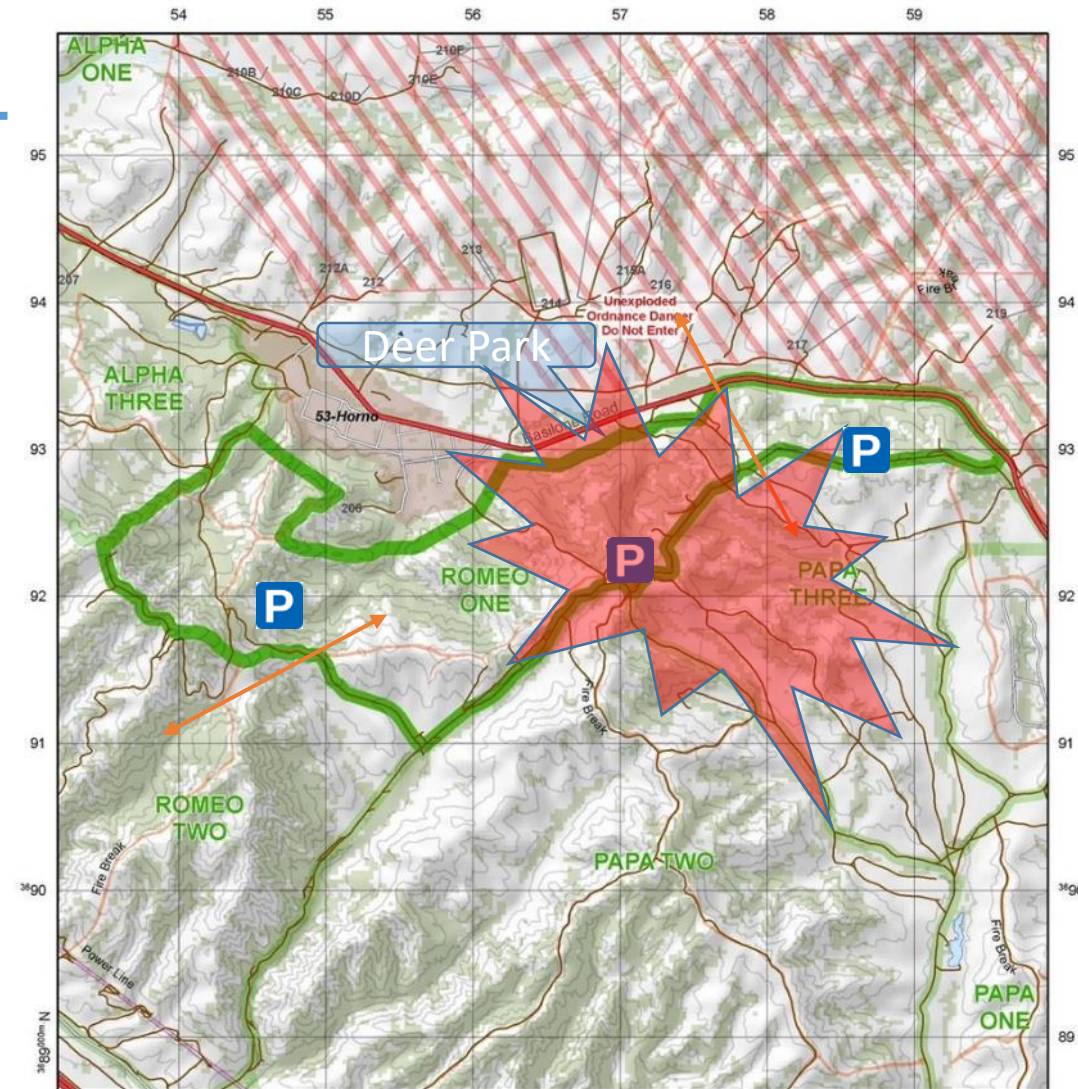 54 55 56 57 58 59
ALPHA
ONE
210F
210B
210E
210C
210D
95 95
213
212A
215A
207
212
216
214
219
94 94
Fire Br
Unexploded
Ordnance Danger
Do Not Enter
217
Deer Park
ALPHA
THREE
53-Horno
Basilone Road
93 93
P
206
P
ROMEO
ONE
PAPA
THREE
92 92
P
Fire Break
91 91
ROMEO
TWO
Fire Break
PAPA TWO
3690 369
Power Line
Fire Break
PAPA
ONE
3689000m N
89